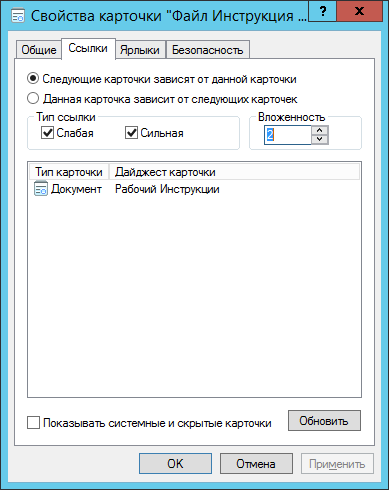 Свойства карточки "Файл Инструкция ...
? x
Общие Ссылки Ярлыки Безопасность
Следующие карточки зависят от данной карточки
Данная карточка зависит от следующих карточек
Тип ссылки Вложенность
Слабая Сильная 2
Тип карточки Дайджест карточки
Документ Рабочий Инструкции
Показывать системные и скрытые карточки Обновить
OK Отмена Применить